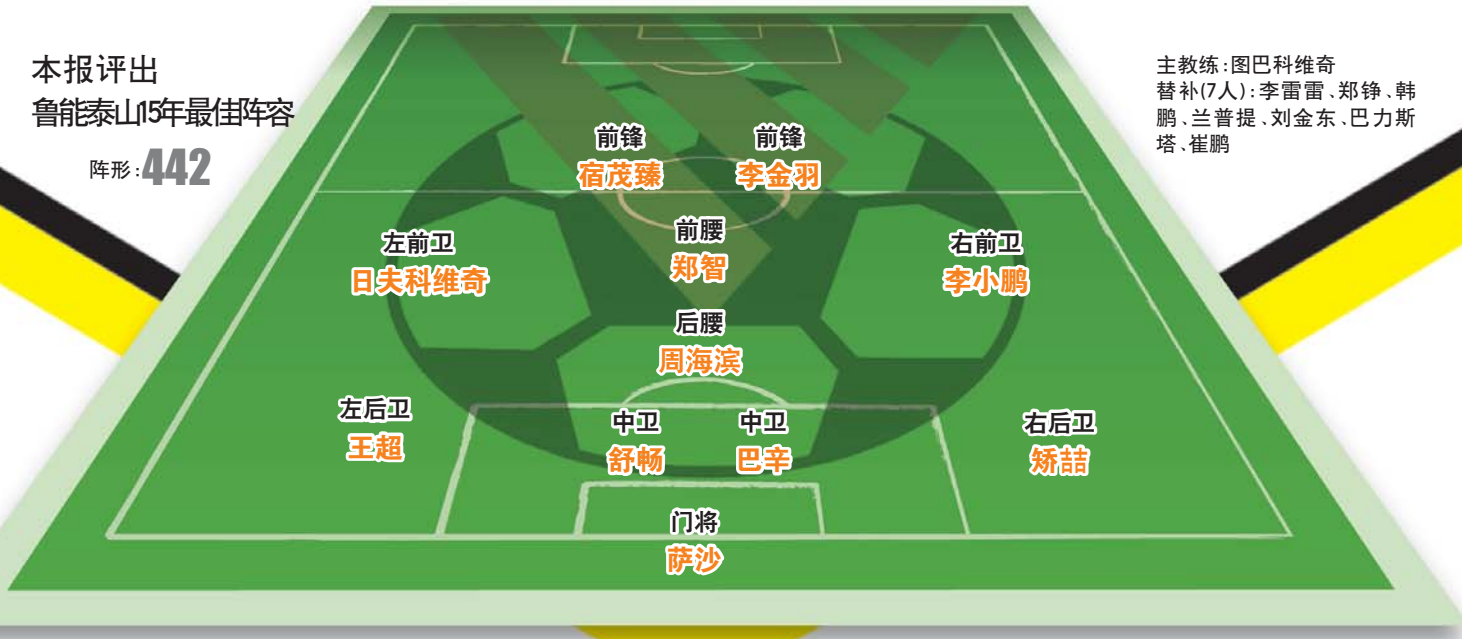 本报评出
鲁能泰山15年最佳阵容
阵形:442
主教练:图巴科维奇
替补(7人):李雷雷、郑铮、韩
鹏、兰普提、刘金东、巴力斯
塔、崔鹏
前锋
宿茂臻
前锋
李金羽
左前卫
日夫科维奇
前腰
郑智
右前卫
李小鹏
后腰
周海滨
左后卫
王超
中卫
舒畅
中卫
巴辛
右后卫
矫喆
门将
萨沙